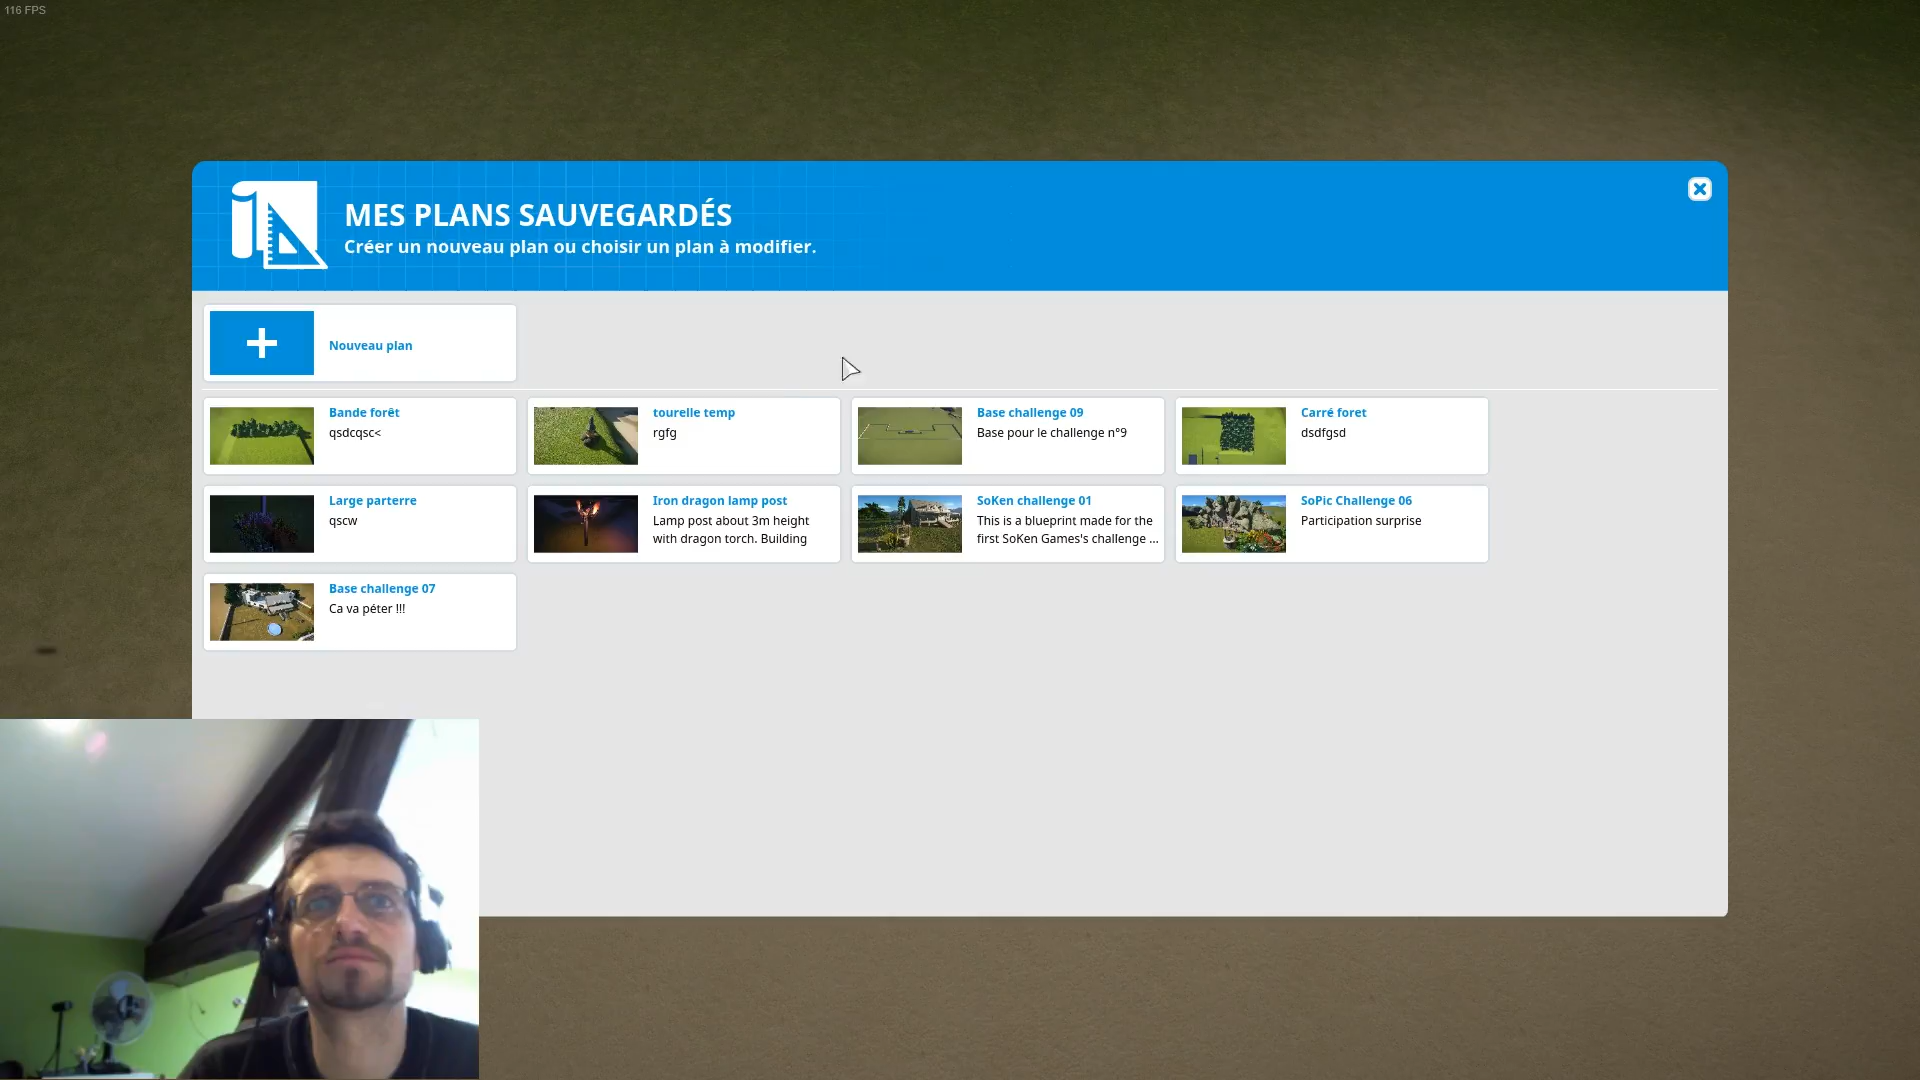 116 FPS
MES PLANS SAUVEGARDÉS
Créer un nouveau plan ou choisir un plan à modifier.
Nouveau plan
Bande forêt
qsdcqsc<
tourelle temp
rgfg
Base challenge 09
Base pour le challenge n°9
Carré foret
dsdfgsd
Large parterre
qscw
Iron dragon lamp post
Lamp post about 3m height
with dragon torch. Building
SoKen challenge 01
This is a blueprint made for the
first SoKen Games's challenge ...
SoPic Challenge 06
Participation surprise
Base challenge 07
Ca va péter !!!